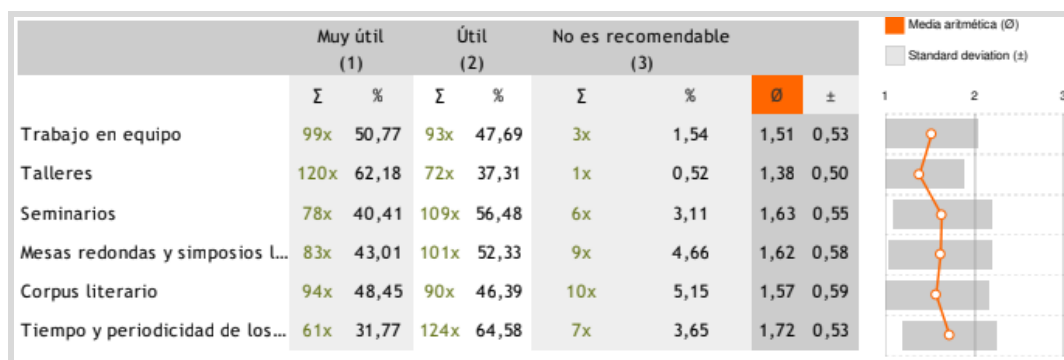 Muy útil Útil No es recomendable
(1) (2) (3)
Σ % Σ % Σ % Ø ±
Trabajo en equipo 99x 50,77 93x 47,69 3x 1,54 1,51 0,53
Talleres 120x 62,18 72x 37,31 1x 0,52 1,38 0,50
Seminarios 78x 40,41 109x 56,48 6x 3,11 1,63 0,55
Mesas redondas y simposios l... 83x 43,01 101x 52,33 9x 4,66 1,62 0,58
Corpus literario 94x 48,45 90x 46,39 10x 5,15 1,57 0,59
Tiempo y periodicidad de los... 61x 31,77 124x 64,58 7x 3,65 1,72 0,53
Media aritmética (Ø)
Standard deviation (±)
1 2 3